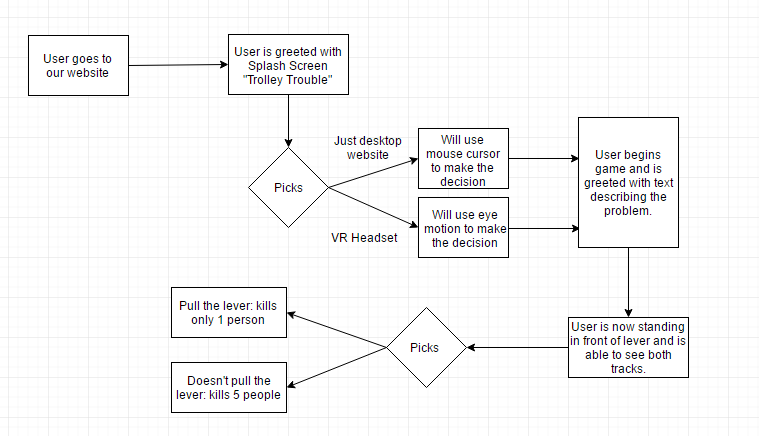 User goes to
our website
User is greeted with
Splash Screen
"Trolley Trouble"
Picks
Just desktop
website
VR Headset
Will use
mouse cursor
to make the
decision
Will use eye
motion to make
the decision
User begins
game and is
greeted with text
describing the
problem.
User is now standing
in front of lever and is
able to see both
tracks.
Picks
Pull the lever: kills
only 1 person
Doesn't pull the
lever: kills 5 people